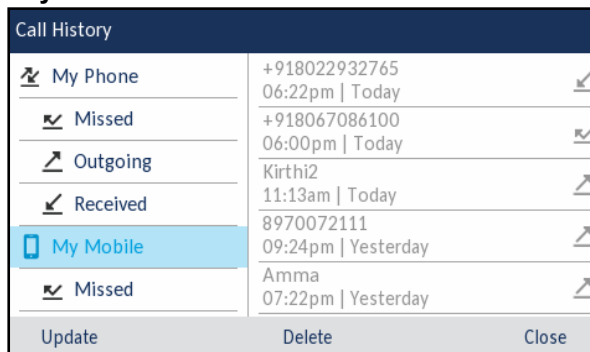 Call History
My Phone
Missed
Outgoing
Received
My Mobile
Missed
+918022932765
06:22pm | Today
+918067086100
06:00pm | Today
Kirthi2
11:13am | Today
8970072111
09:24pm | Yesterday
Amma
07:22pm | Yesterday
Update Delete Close